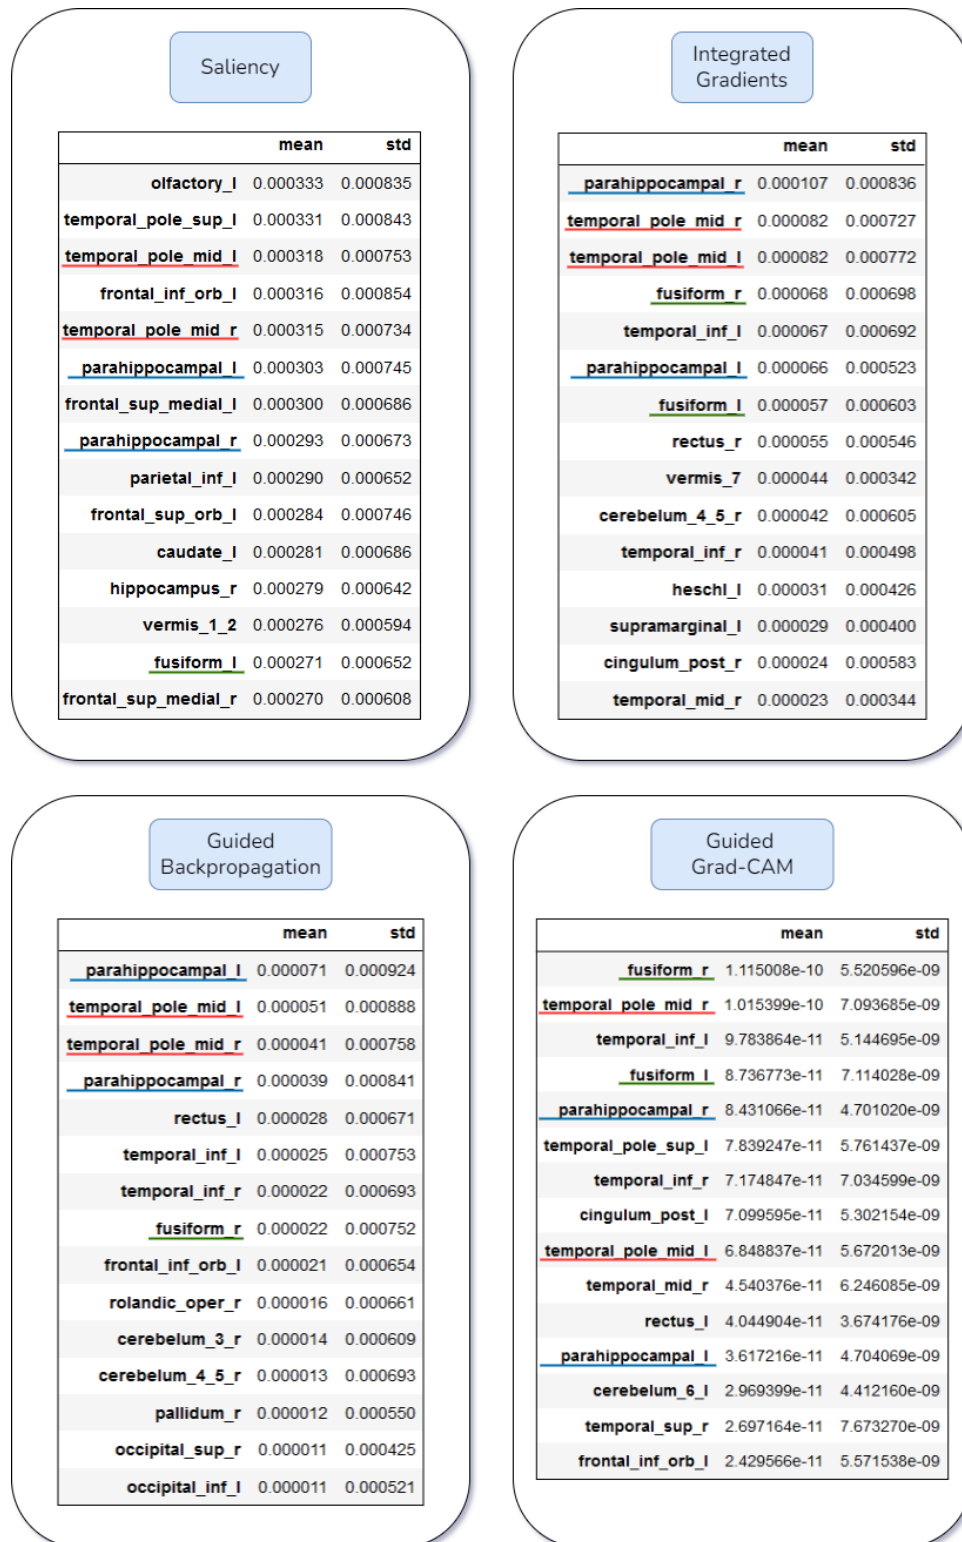 Saliency
mean std
olfactory_l 0.000333 0.000835
temporal_pole_sup_l 0.000331 0.000843
temporal_pole_mid_l 0.000318 0.000753
frontal_inf_orb_l 0.000316 0.000854
temporal_pole_mid_r 0.000315 0.000734
parahippocampal_l 0.000303 0.000745
frontal_sup_medial_l 0.000300 0.000686
parahippocampal_r 0.000293 0.000673
parietal_inf_l 0.000290 0.000652
frontal_sup_orb_l 0.000284 0.000746
caudate_l 0.000281 0.000686
hippocampus_r 0.000279 0.000642
vermis_1_2 0.000276 0.000594
fusiform_l 0.000271 0.000652
frontal_sup_medial_r 0.000270 0.000608
Integrated
Gradients
mean std
parahippocampal_r 0.000107 0.000836
temporal_pole_mid_r 0.000082 0.000727
temporal_pole_mid_l 0.000082 0.000772
fusiform_r 0.000068 0.000698
temporal_inf_l 0.000067 0.000692
parahippocampal_l 0.000066 0.000523
fusiform_l 0.000057 0.000603
rectus_r 0.000055 0.000546
vermis_7 0.000044 0.000342
cerebelum_4_5_r 0.000042 0.000605
temporal_inf_r 0.000041 0.000498
heschl_l 0.000031 0.000426
supramarginal_l 0.000029 0.000400
cingulum_post_r 0.000024 0.000583
temporal_mid_r 0.000023 0.000344
Guided
Backpropagation
mean std
parahippocampal_l 0.000071 0.000924
temporal_pole_mid_l 0.000051 0.000888
temporal_pole_mid_r 0.000041 0.000758
parahippocampal_r 0.000039 0.000841
rectus_l 0.000028 0.000671
temporal_inf_l 0.000025 0.000753
temporal_inf_r 0.000022 0.000693
fusiform_r 0.000022 0.000752
frontal_inf_orb_l 0.000021 0.000654
rolandic_oper_r 0.000016 0.000661
cerebelum_3_r 0.000014 0.000609
cerebelum_4_5_r 0.000013 0.000693
pallidum_r 0.000012 0.000550
occipital_sup_r 0.000011 0.000425
occipital_inf_l 0.000011 0.000521
Guided
Grad-CAM
mean std
fusiform_r 1.115008e-10 5.520596e-09
temporal_pole_mid_r 1.015399e-10 7.093685e-09
temporal_inf_l 9.783864e-11 5.144695e-09
fusiform_l 8.736773e-11 7.114028e-09
parahippocampal_r 8.431066e-11 4.701020e-09
temporal_pole_sup_l 7.839247e-11 5.761437e-09
temporal_inf_r 7.174847e-11 7.034599e-09
cingulum_post_l 7.099595e-11 5.302154e-09
temporal_pole_mid_l 6.848837e-11 5.672013e-09
temporal_mid_r 4.540376e-11 6.246085e-09
rectus_l 4.044904e-11 3.674176e-09
parahippocampal_l 3.617216e-11 4.704069e-09
cerebelum_6_l 2.969399e-11 4.412160e-09
temporal_sup_r 2.697164e-11 7.673270e-09
frontal_inf_orb_l 2.429566e-11 5.571538e-09